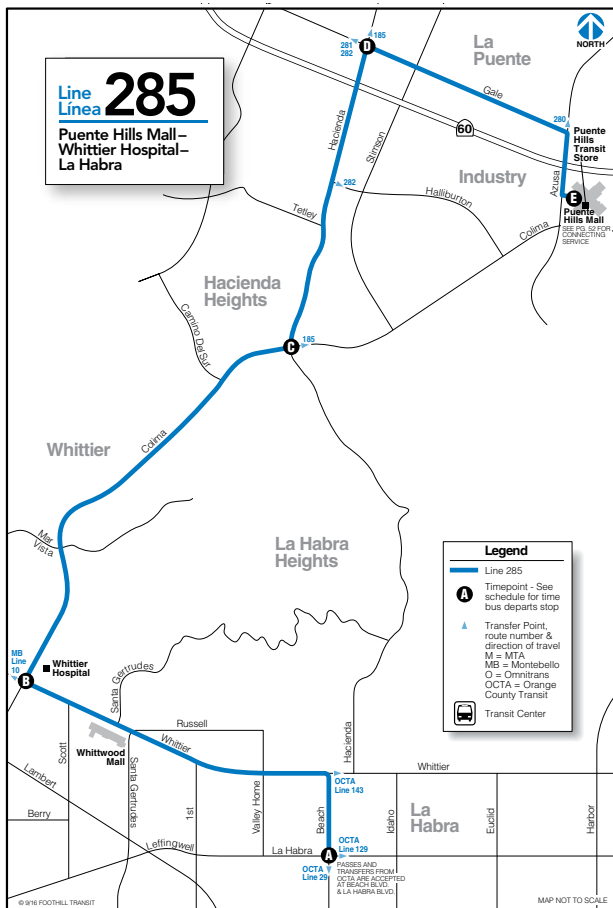 185
281
282
D
La
Puente
NORTH
Line
Línea
285
Puente Hills Mall–
Whittier Hospital–
La Habra
Gale
60
280
Puente
Hills
Transit
Store
Hacienda
Stimson
Industry
282
Halliburton
Azusa
E
Puente
Hills Mall
SEE PG. 52 FOR
CONNECTING
SERVICE
Tetley
Colima
Hacienda
Heights
Camino Del Sur
C
185
Whittier
Colima
Mar
Vista
La Habra
Heights
Legend
Line 285
A
Timepoint - See
schedule for time
bus departs stop
Transfer Point,
route number &
direction of travel
M = MTA
MB = Montebello
O = Omnitrans
OCTA = Orange
County Transit
Transit Center
MB
Line
10
B
Whittier
Hospital
Santa Gertrudes
Russell
Whittier
Whittwood
Mall
Scott
Lambert
Berry
Santa Gertrudes
1st
Valley Home
Hacienda
Whittier
OCTA
Line 143
Beach
Idaho
La
Habra
Euclid
Harbor
Leffingwell
La Habra
A
OCTA
Line 129
OCTA
Line 29
PASSES AND
TRANSFERS FROM
OCTA ARE ACCEPTED
AT BEACH BLVD.
& LA HABRA BLVD.
© 9/16 FOOTHILL TRANSIT
MAP NOT TO SCALE